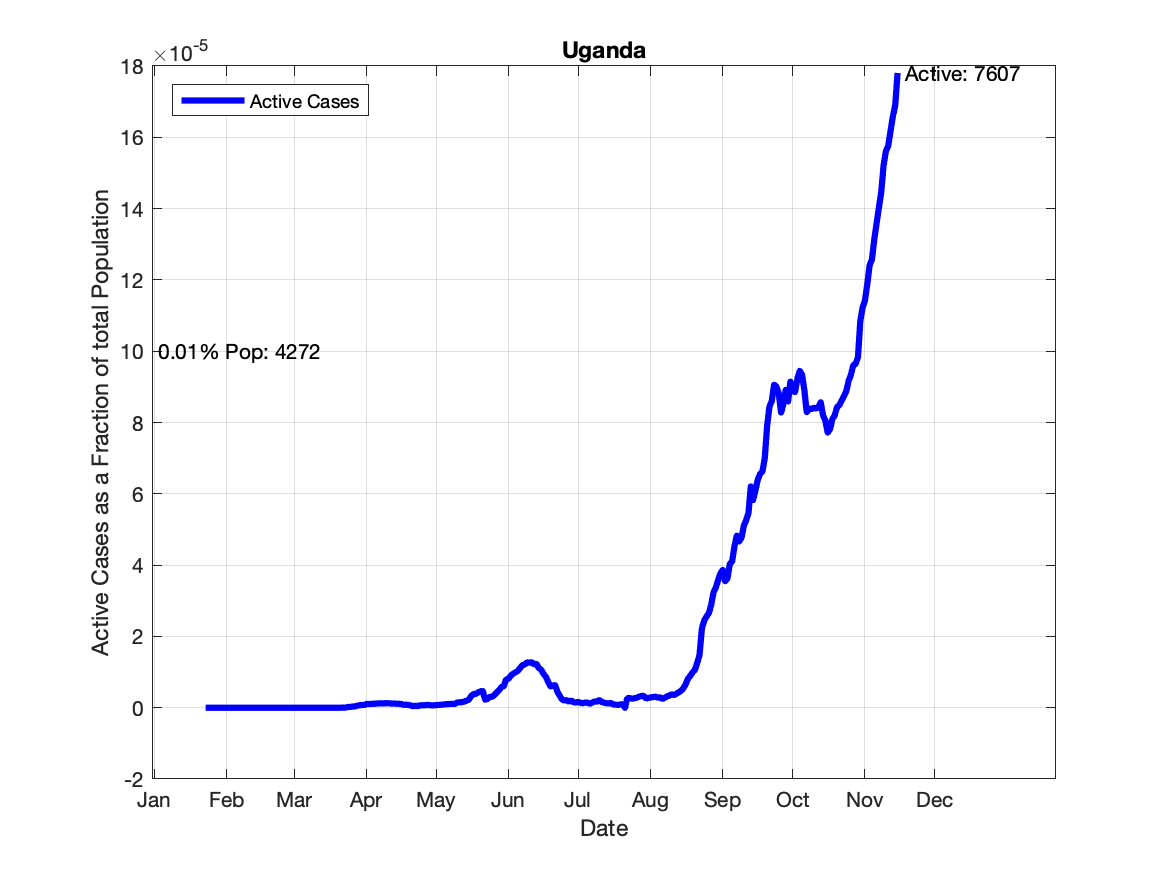 Uganda
×10-5
18
Active: 7607
Active Cases
16
14
12
10
0.01% Pop: 4272
8
6
4
2
0
-2
Active Cases as a Fraction of total Population
Jan Feb Mar Apr May Jun Jul Aug Sep Oct Nov Dec
Date